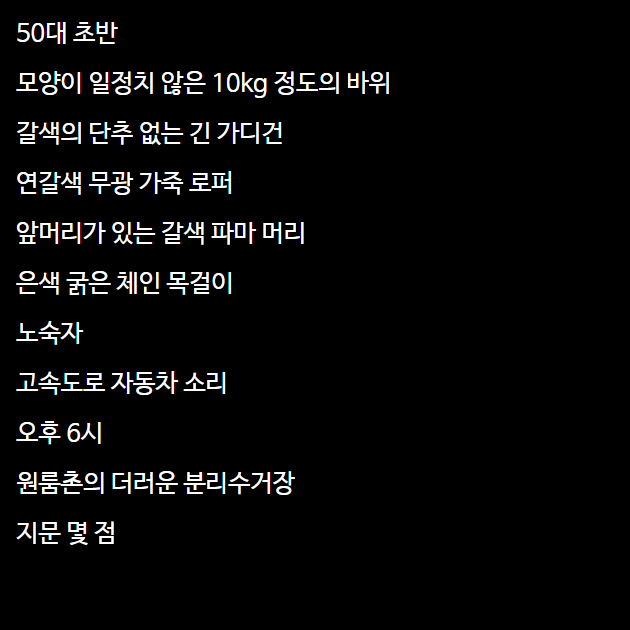 50대 초반
모양이 일정치 않은 10kg 정도의 바위
갈색의 단추 없는 긴 가디건
연갈색 무광 가죽 로퍼
앞머리가 있는 갈색 파마 머리
은색 굵은 체인 목걸이
노숙자
고속도로 자동차 소리
오후 6시
원룸촌의 더러운 분리수거장
지문 몇 점